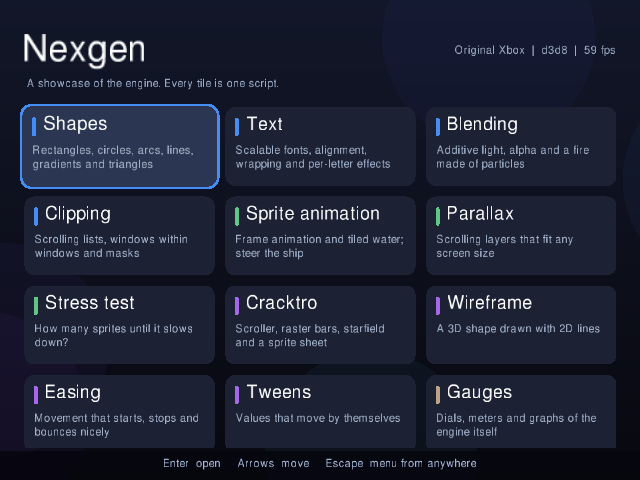 Nexgen
Original Xbox | d3d8 | 59 fps
A showcase of the engine. Every tile is one script.
Shapes
Rectangles, circles, arcs, lines,
gradients and triangles
Text
Scalable fonts, alignment,
wrapping and per-letter effects
Blending
Additive light, alpha and a fire
made of particles
Clipping
Scrolling lists, windows within
windows and masks
Sprite animation
Frame animation and tiled water;
steer the ship
Parallax
Scrolling layers that fit any
screen size
Stress test
How many sprites until it slows
down?
Cracktro
Scroller, raster bars, starfield
and a sprite sheet
Wireframe
A 3D shape drawn with 2D lines
Easing
Movement that starts, stops and
bounces nicely
Tweens
Values that move by themselves
Gauges
Dials, meters and graphs of the
engine itself
Enter open Arrows move Escape menu from anywhere